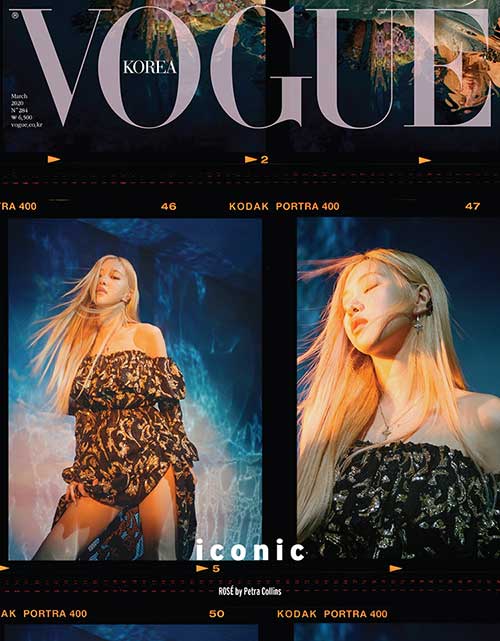 VOGUE
®
KOREA
March
2020
N°284
₩ 6,500
vogue.co.kr
2
TRA 400 46 KODAK PORTRA 400 47
iconic
5
ROSÉ by Petra Collins
AK PORTRA 400 50 KODAK PORTRA 400